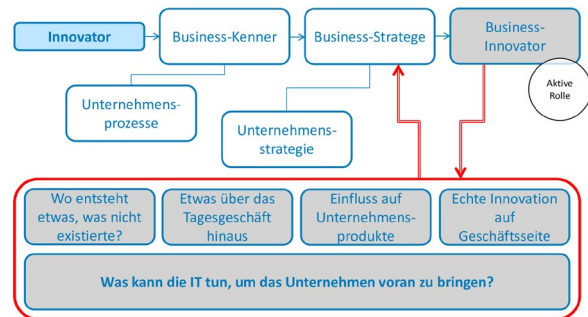 Innovator
Business-Kenner
Business-Stratege
Business-
Innovator
Aktive
Rolle
Unternehmens-
prozesse
Unternehmens-
strategie
Wo entsteht
etwas, was nicht
existierte?
Etwas über das
Tagesgeschäft
hinaus
Einfluss auf
Unternehmens-
produkte
Echte Innovation
auf
Geschäftsseite
Was kann die IT tun, um das Unternehmen voran zu bringen?